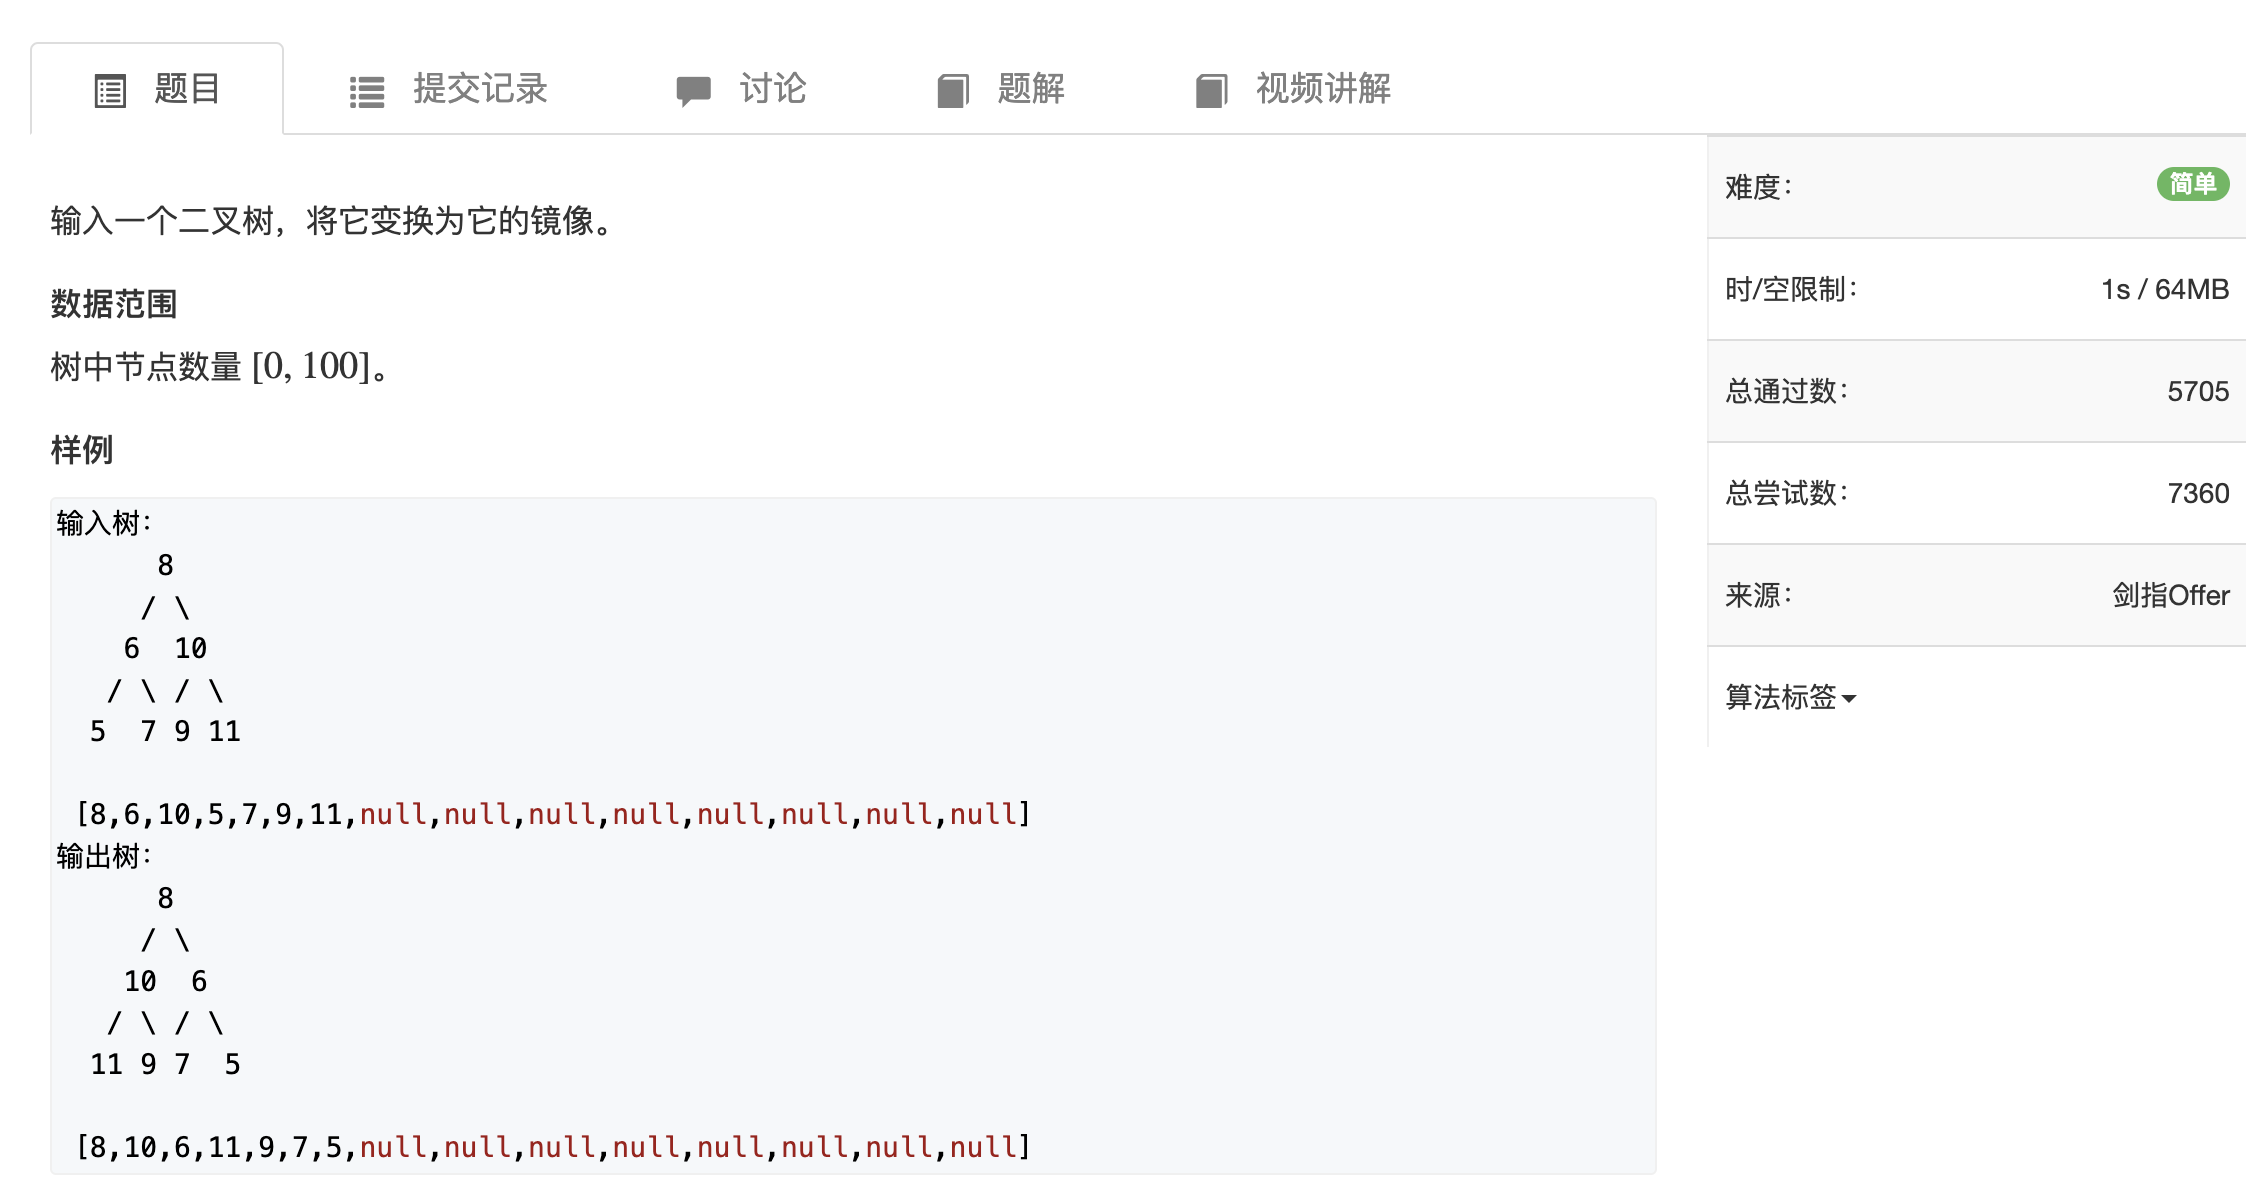 题目 提交记录 讨论 题解 视频讲解
输入一个二叉树，将它变换为它的镜像。
数据范围
树中节点数量 [0, 100]。
样例
输入树：
      8
     / \
    6  10
   / \ / \
  5  7 9 11
 [8,6,10,5,7,9,11,null,null,null,null,null,null,null,null]
输出树：
      8
     / \
    10  6
   / \ / \
  11 9 7  5
 [8,10,6,11,9,7,5,null,null,null,null,null,null,null,null]
难度： 简单
时/空限制： 1s / 64MB
总通过数： 5705
总尝试数： 7360
来源： 剑指Offer
算法标签